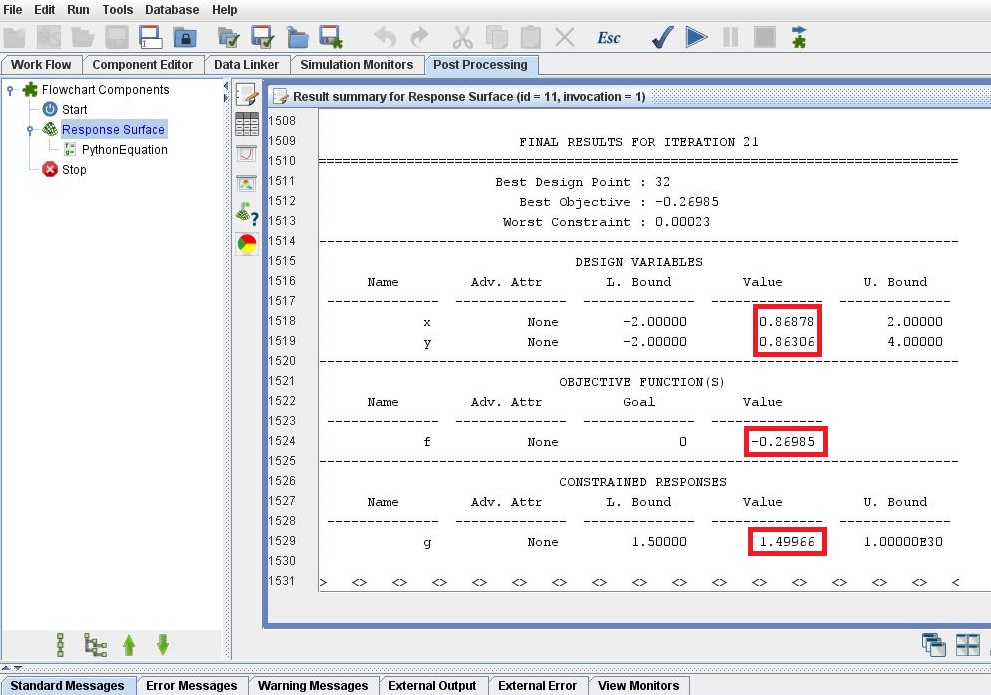 File Edit Run Tools Database Help
Esc
Work Flow Component Editor Data Linker Simulation Monitors Post Processing
Flowchart Components
Start
Response Surface
PythonEquation
Stop
Result summary for Response Surface (id = 11, invocation = 1)
1508
1509 FINAL RESULTS FOR ITERATION 21
1510 ================================================================================
1511 Best Design Point : 32
1512 Best Objective : -0.26985
1513 Worst Constraint : 0.00023
1514 --------------------------------------------------------------------------------
1515 DESIGN VARIABLES
1516 Name Adv. Attr L. Bound Value U. Bound
1517 -------------- -------------- -------------- -------------- --------------
1518 x None -2.00000 0.86878 2.00000
1519 y None -2.00000 0.86306 4.00000
1520 --------------------------------------------------------------------------------
1521 OBJECTIVE FUNCTION(S)
1522 Name Adv. Attr Goal Value
1523 -------------- -------------- -------------- --------------
1524 f None 0 -0.26985
1525 --------------------------------------------------------------------------------
1526 CONSTRAINED RESPONSES
1527 Name Adv. Attr L. Bound Value U. Bound
1528 -------------- -------------- -------------- -------------- --------------
1529 g None 1.50000 1.49966 1.00000E30
1530
1531 > <> <> <> <> <> <> <> <> <> <> <> <> <> <> <> <
Standard Messages Error Messages Warning Messages External Output External Error View Monitors